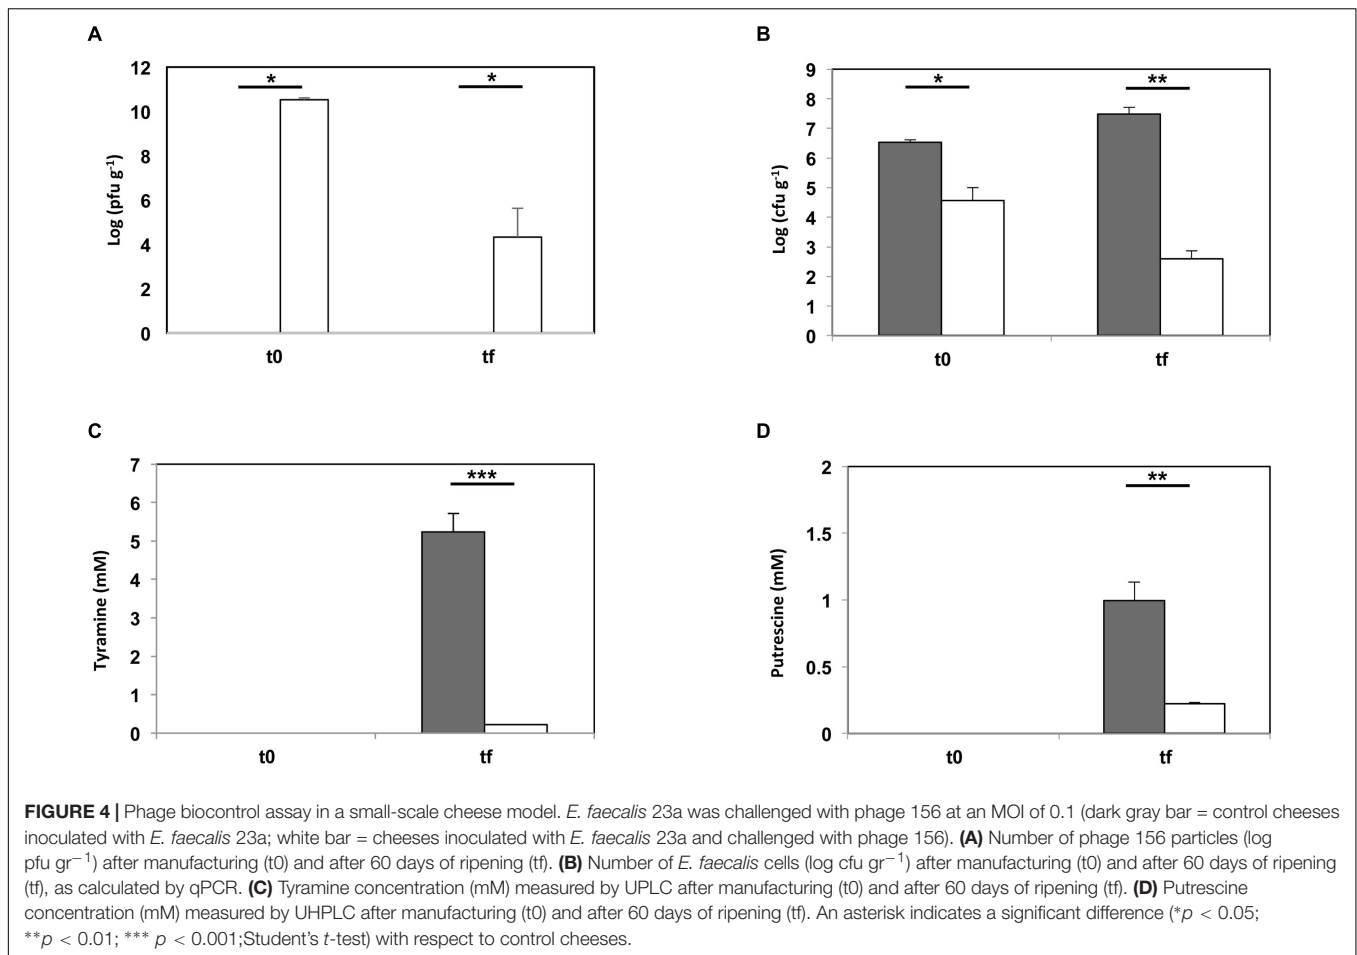 A
Log (pfu g⁻¹)
12
10
8
6
4
2
0
*
*
t0
tf
B
Log (cfu g⁻¹)
9
8
7
6
5
4
3
2
1
0
*
**
t0
tf
C
Tyramine (mM)
7
6
5
4
3
2
1
0
***
t0
tf
D
Putrescine (mM)
2
1.5
1
0.5
0
**
t0
tf
FIGURE 4 | Phage biocontrol assay in a small-scale cheese model. E. faecalis 23a was challenged with phage 156 at an MOI of 0.1 (dark gray bar = control cheeses
inoculated with E. faecalis 23a; white bar = cheeses inoculated with E. faecalis 23a and challenged with phage 156). (A) Number of phage 156 particles (log
pfu gr⁻¹) after manufacturing (t0) and after 60 days of ripening (tf). (B) Number of E. faecalis cells (log cfu gr⁻¹) after manufacturing (t0) and after 60 days of ripening
(tf), as calculated by qPCR. (C) Tyramine concentration (mM) measured by UPLC after manufacturing (t0) and after 60 days of ripening (tf). (D) Putrescine
concentration (mM) measured by UHPLC after manufacturing (t0) and after 60 days of ripening (tf). An asterisk indicates a significant difference (*p < 0.05;
**p < 0.01; *** p < 0.001;Student's t-test) with respect to control cheeses.